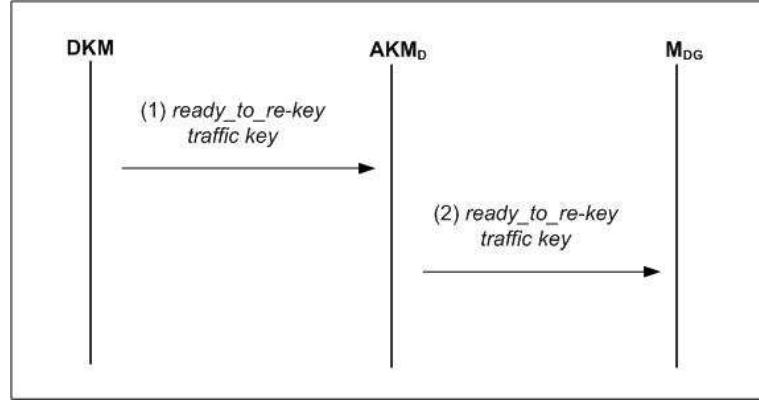 DKM AKM_D M_DG
(1) ready_to_re-key
traffic key
(2) ready_to_re-key
traffic key